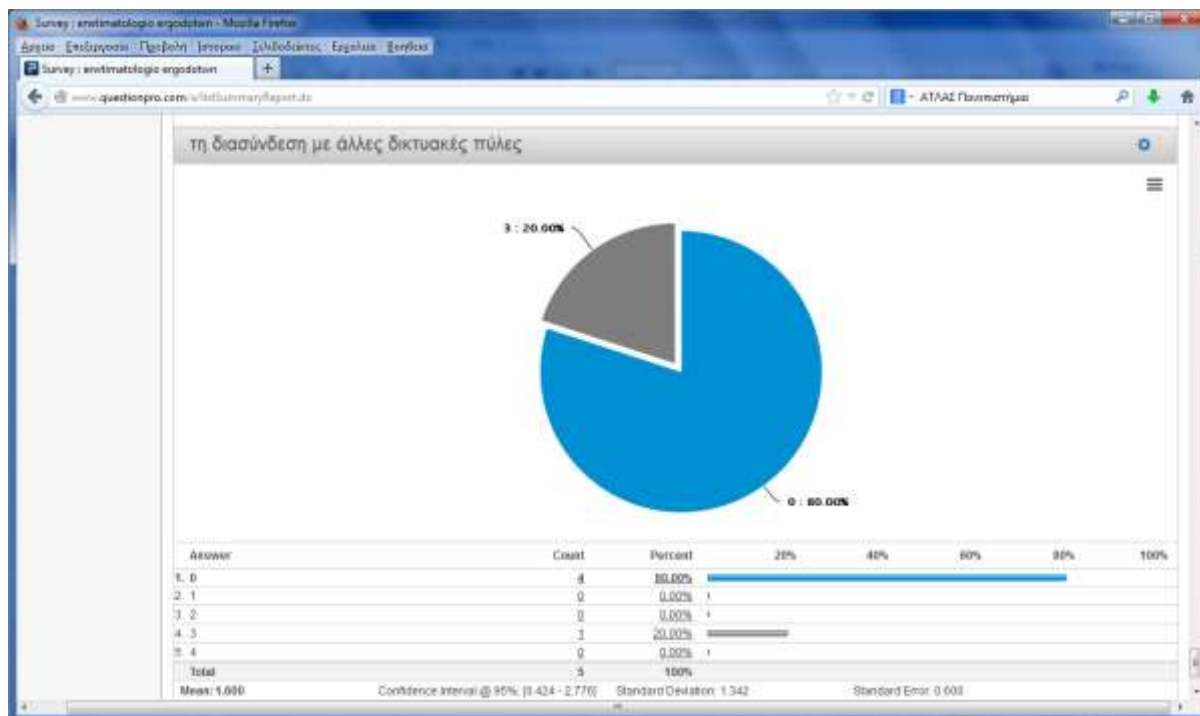 Survey : erwtimatologio ergodotwn - Mozilla Firefox
Αρχείο Επεξεργασία Προβολή Ιστορικό Σελιδοδείκτες Εργαλεία Βοήθεια
Survey : erwtimatologio ergodotwn +
www.questionpro.com ΑΤΛΑΣ Πανεπιστήμια
τη διασύνδεση με άλλες δικτυακές πύλες
3 : 20.00%
0 : 80.00%
Answer Count Percent 20% 40% 60% 80% 100%
1. 0 4 80.00%
2. 1 0 0.00%
3. 2 0 0.00%
4. 3 1 20.00%
5. 4 0 0.00%
Total 5 100%
Mean: 1.600 Confidence Interval @ 95%: [0.424 - 2.776] Standard Deviation: 1.342 Standard Error: 0.600